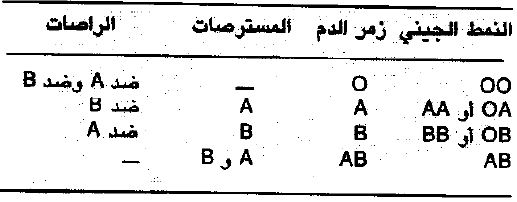 النمط الجيني زمر الدم المسترصات الراصات
OO O — ضد A وضد B
OA أو AA A A ضد B
OB أو BB B B ضد A
AB AB A و B —